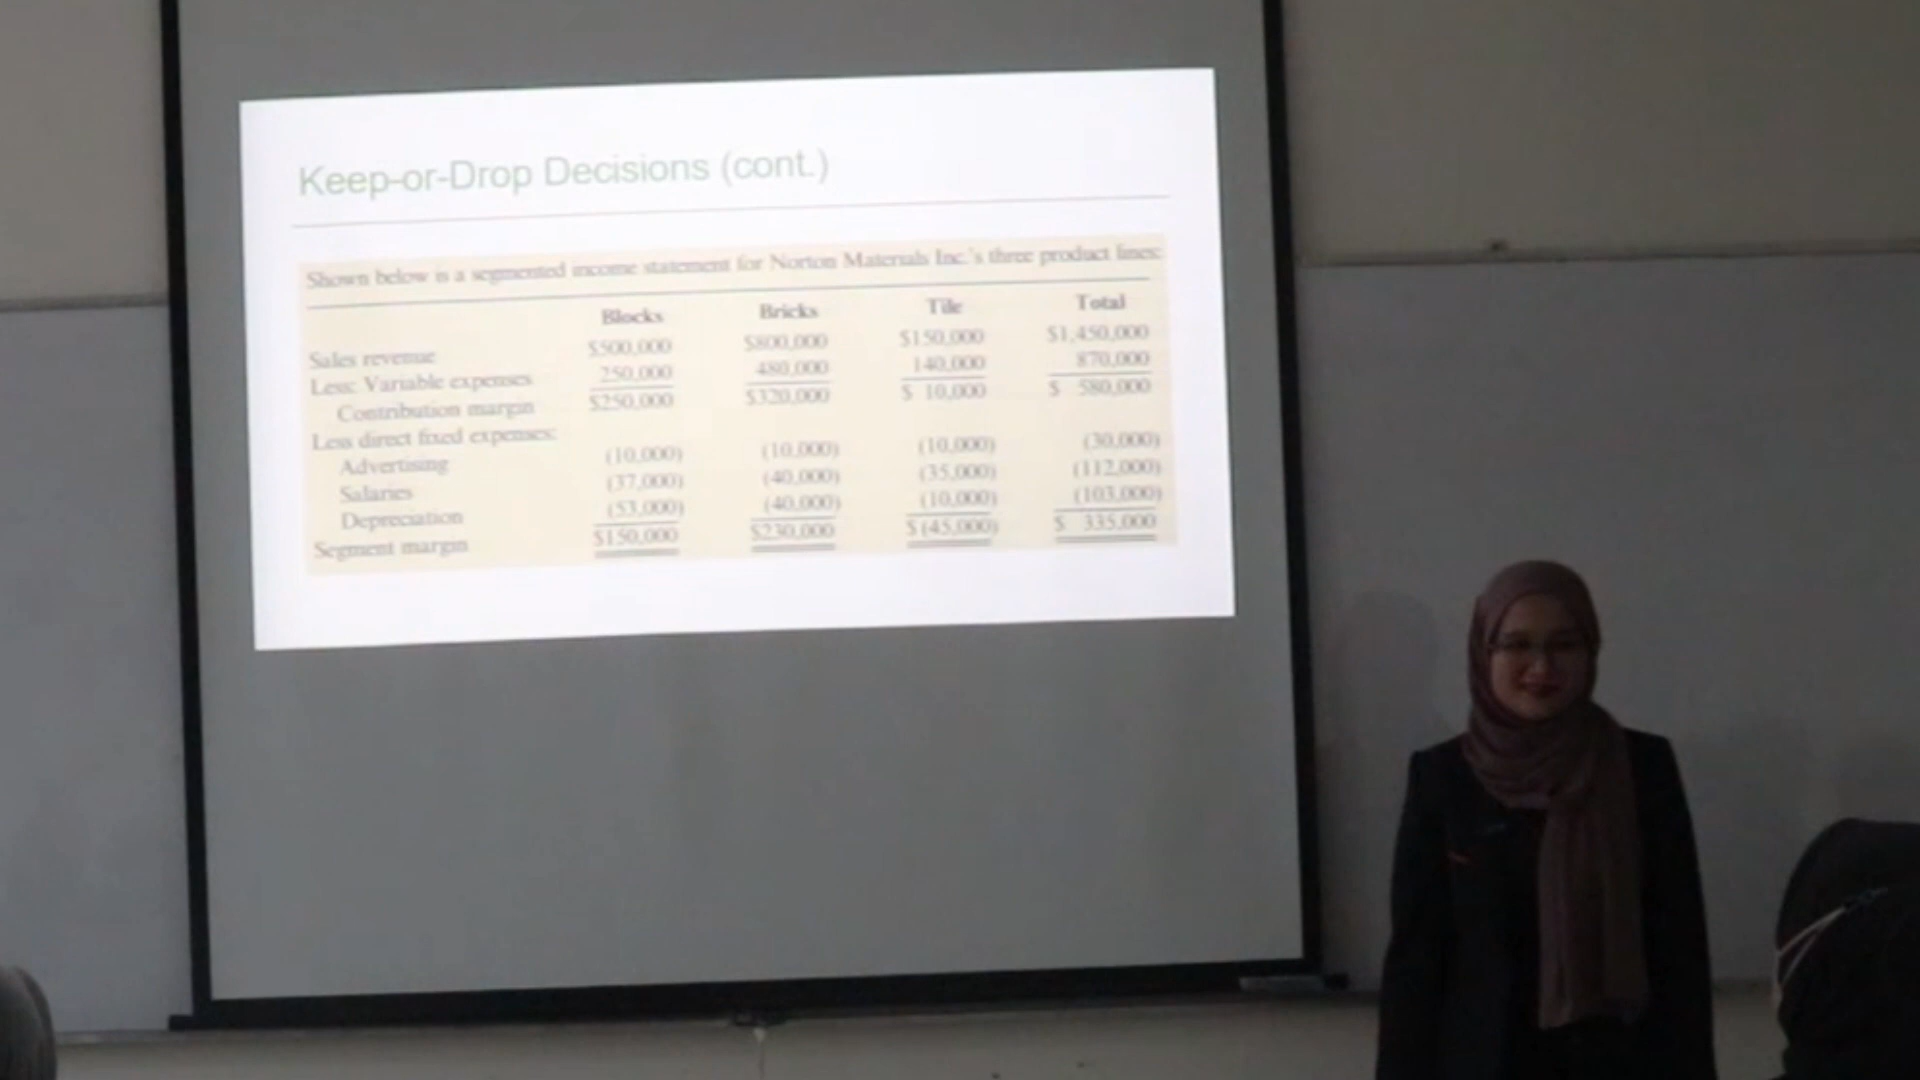 Keep-or-Drop Decisions (cont.)
Shown below is a segmented income statement for Norton Materials Inc.'s three product lines:
Blocks Bricks Tile Total
Sales revenue $500,000 $800,000 $150,000 $1,450,000
Less: Variable expenses 250,000 480,000 140,000 870,000
Contribution margin $250,000 $320,000 $ 10,000 $ 580,000
Less direct fixed expenses:
Advertising (10,000) (10,000) (10,000) (30,000)
Salaries (37,000) (40,000) (35,000) (112,000)
Depreciation (53,000) (40,000) (10,000) (103,000)
Segment margin $150,000 $230,000 $ (45,000) $ 335,000